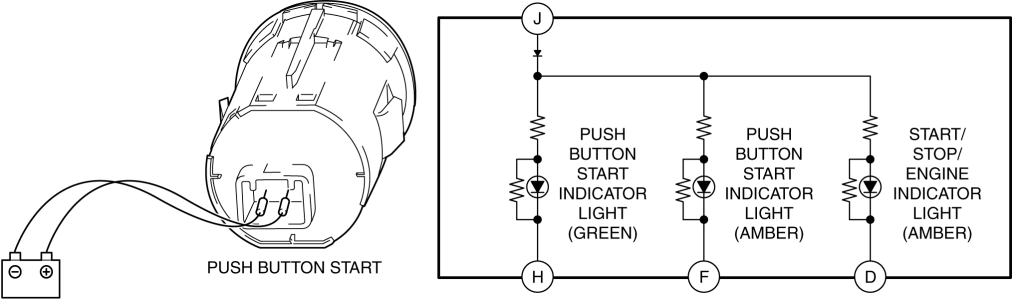 J
PUSH
BUTTON
START
INDICATOR
LIGHT
(GREEN)
PUSH
BUTTON
START
INDICATOR
LIGHT
(AMBER)
START/
STOP/
ENGINE
INDICATOR
LIGHT
(AMBER)
PUSH BUTTON START
- +
H F D